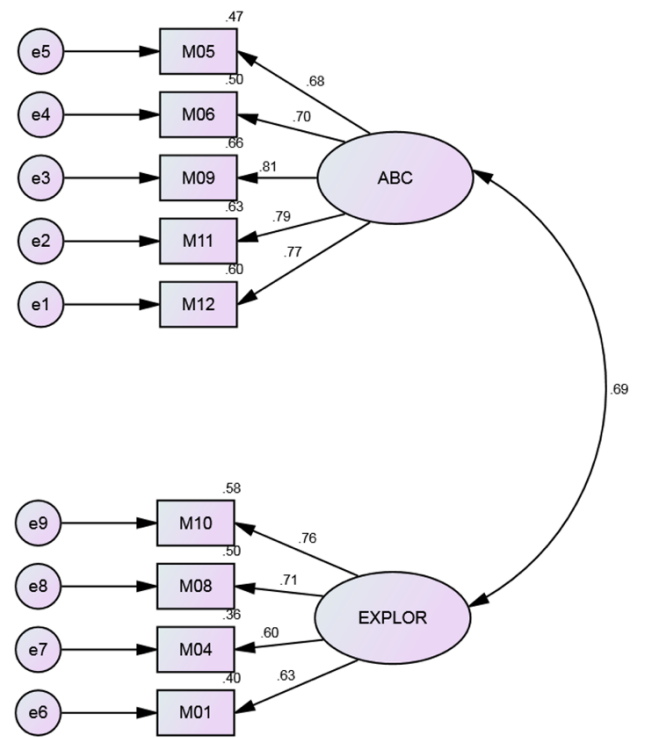 .47
e5 M05
.68
.50
e4 M06 .70
.66
e3 M09 .81 ABC
.63
e2 M11 .79
.77
.60
e1 M12
.69
.58
e9 M10 .76
.50
e8 M08 .71
.36
e7 M04 .60 EXPLOR
.40 .63
e6 M01